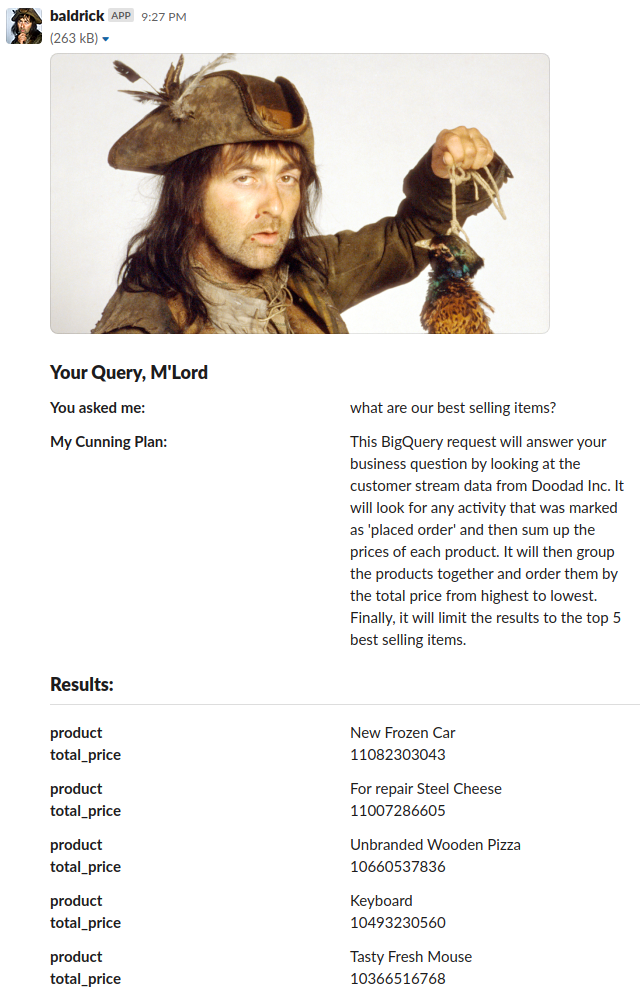 baldrick APP 9:27 PM
(263 kB)
Your Query, M'Lord
You asked me: what are our best selling items?
My Cunning Plan: This BigQuery request will answer your
business question by looking at the
customer stream data from Doodad Inc. It
will look for any activity that was marked
as 'placed order' and then sum up the
prices of each product. It will then group
the products together and order them by
the total price from highest to lowest.
Finally, it will limit the results to the top 5
best selling items.
Results:
product New Frozen Car
total_price 11082303043
product For repair Steel Cheese
total_price 11007286605
product Unbranded Wooden Pizza
total_price 10660537836
product Keyboard
total_price 10493230560
product Tasty Fresh Mouse
total_price 10366516768